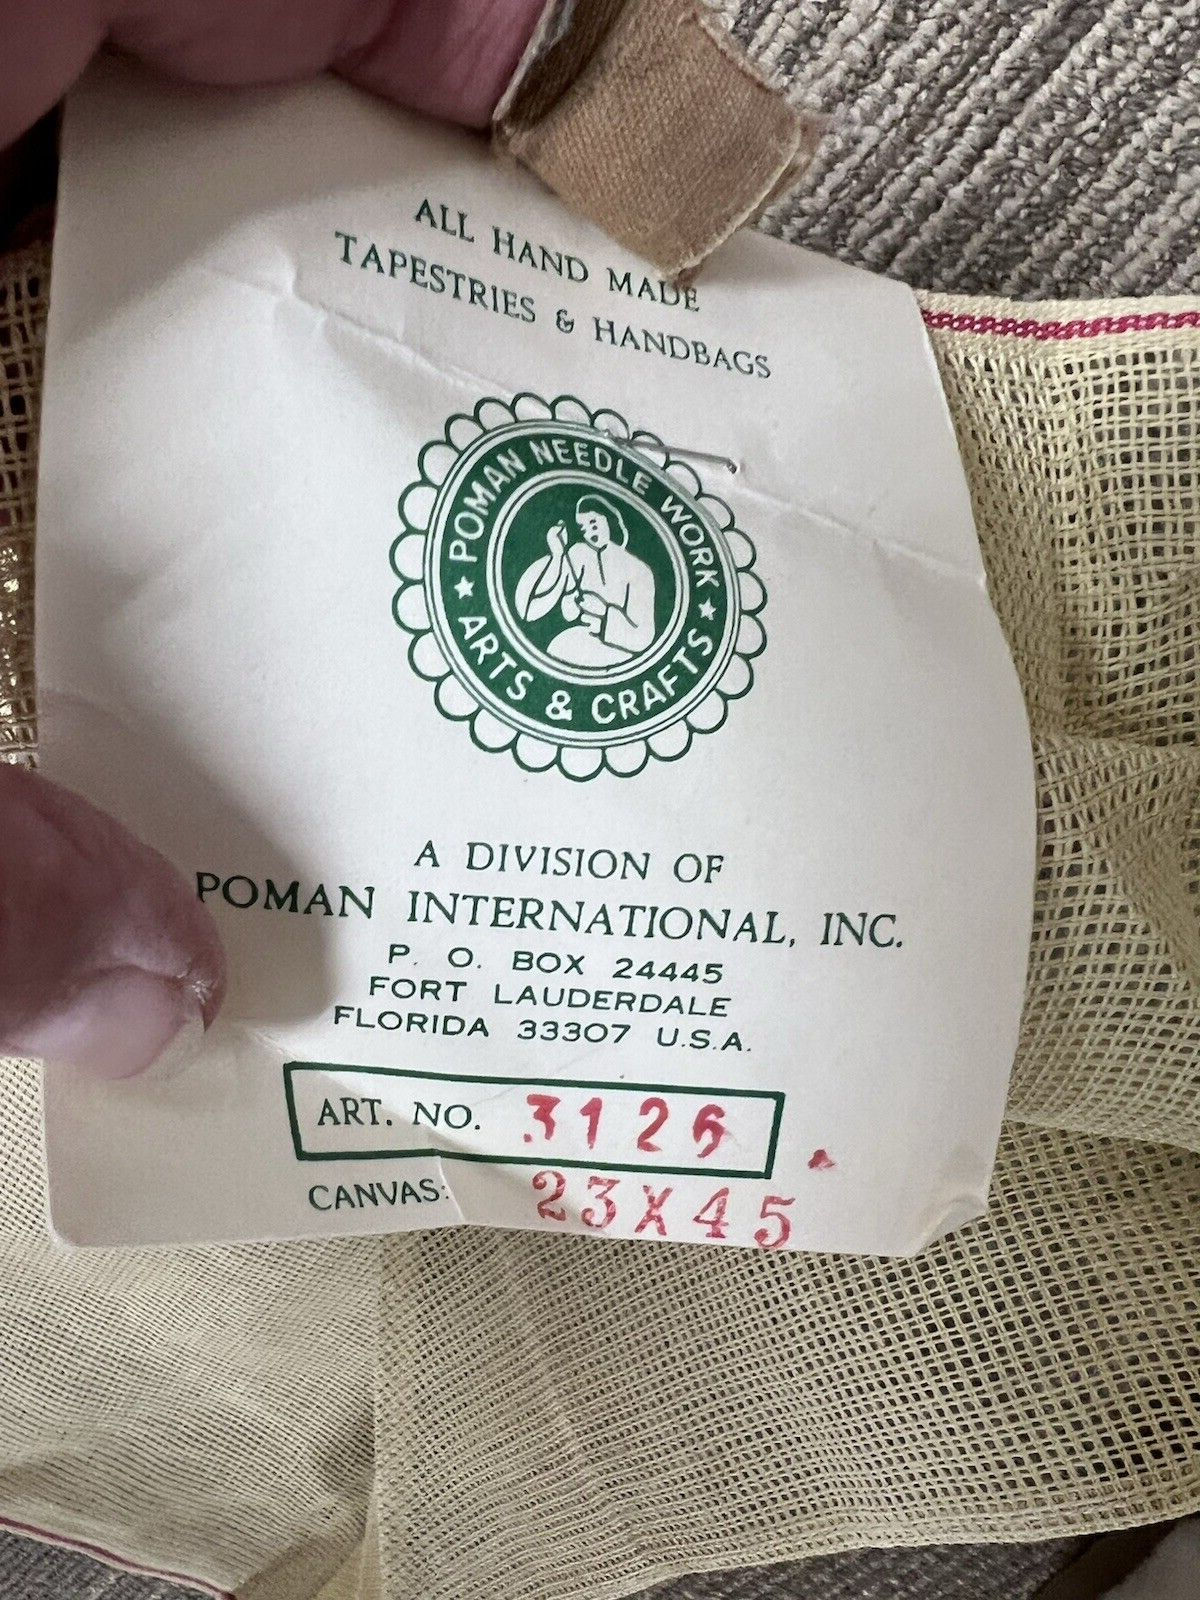 ALL HAND MADE
TAPESTRIES & HANDBAGS
POMAN NEEDLE WORK
★ ARTS & CRAFTS ★
A DIVISION OF
POMAN INTERNATIONAL, INC.
P. O. BOX 24445
FORT LAUDERDALE
FLORIDA 33307 U.S.A.
ART. NO. 3126
CANVAS: 23X45